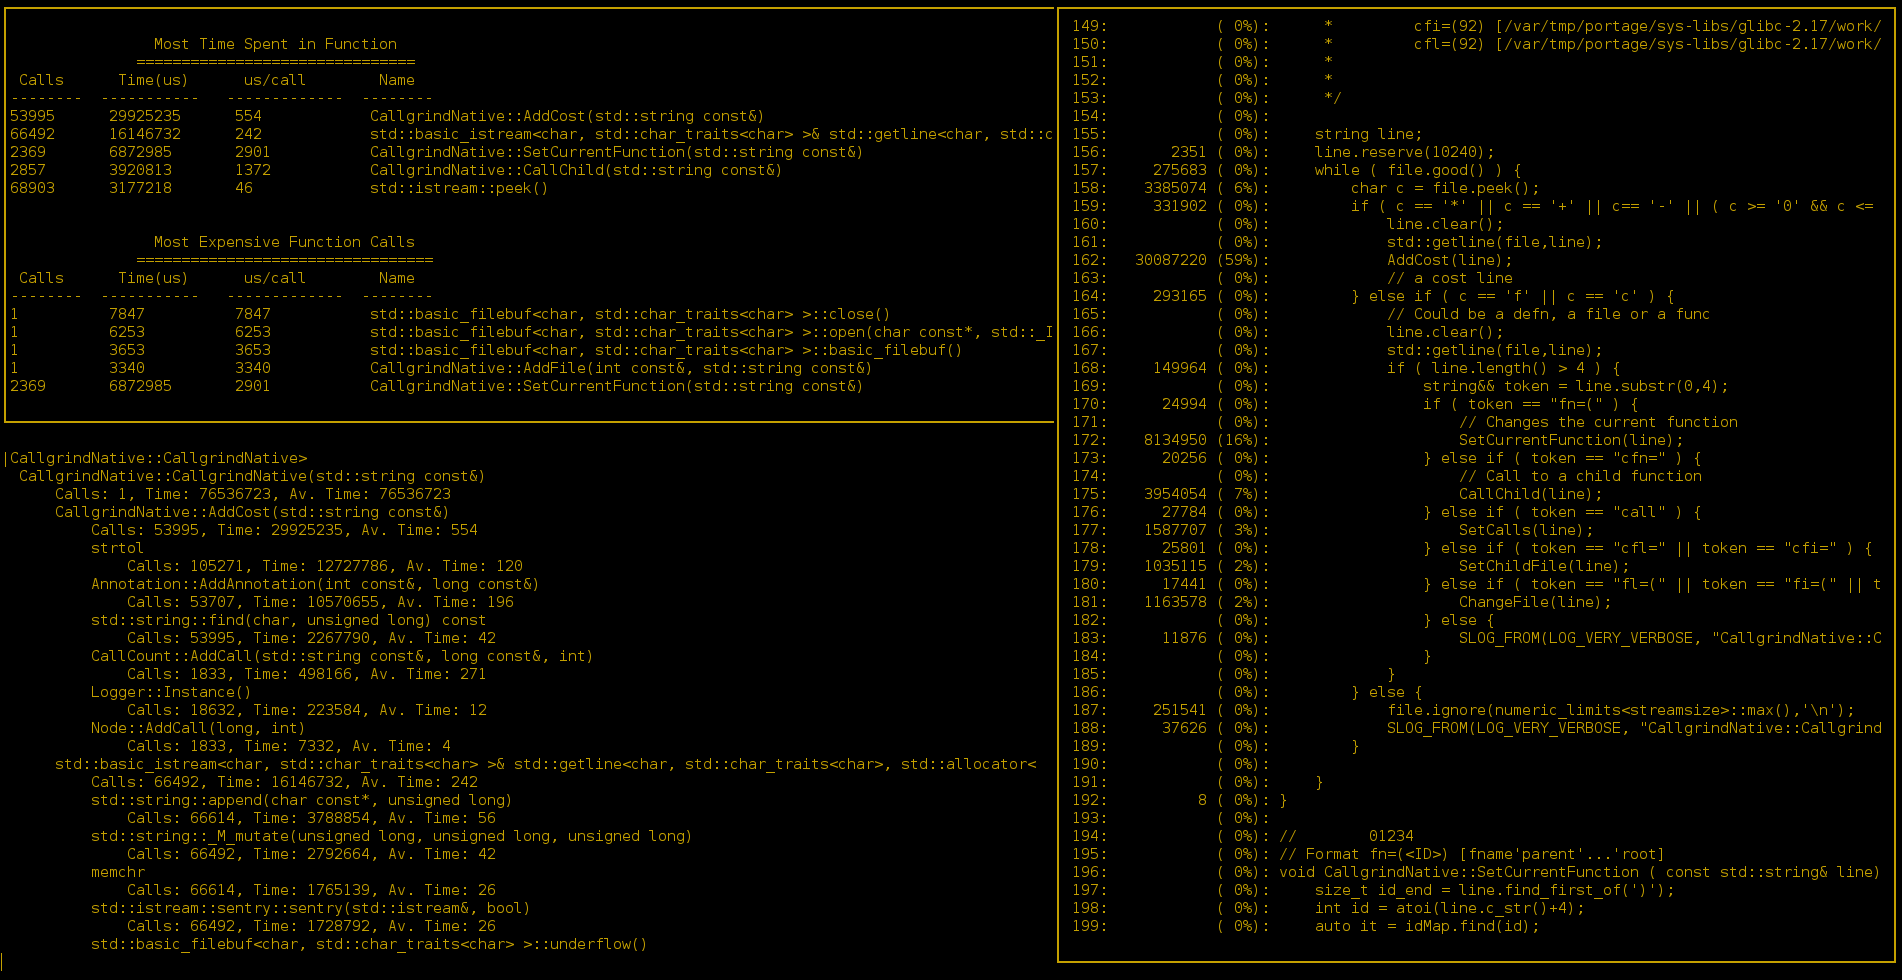 Most Time Spent in Function
===============================
Calls Time(us) us/call Name
-------- ----------- ------------- --------
53995 29925235 554 CallgrindNative::AddCost(std::string const&)
66492 16146732 242 std::basic_istream<char, std::char_traits<char> >& std::getline<char, std::c
2369 6872985 2901 CallgrindNative::SetCurrentFunction(std::string const&)
2857 3920813 1372 CallgrindNative::CallChild(std::string const&)
68903 3177218 46 std::istream::peek()
Most Expensive Function Calls
=================================
Calls Time(us) us/call Name
-------- ----------- ------------- --------
1 7847 7847 std::basic_filebuf<char, std::char_traits<char> >::close()
1 6253 6253 std::basic_filebuf<char, std::char_traits<char> >::open(char const*, std::_I
1 3653 3653 std::basic_filebuf<char, std::char_traits<char> >::basic_filebuf()
1 3340 3340 CallgrindNative::AddFile(int const&, std::string const&)
2369 6872985 2901 CallgrindNative::SetCurrentFunction(std::string const&)
|CallgrindNative::CallgrindNative>
CallgrindNative::CallgrindNative(std::string const&)
Calls: 1, Time: 76536723, Av. Time: 76536723
CallgrindNative::AddCost(std::string const&)
Calls: 53995, Time: 29925235, Av. Time: 554
strtol
Calls: 105271, Time: 12727786, Av. Time: 120
Annotation::AddAnnotation(int const&, long const&)
Calls: 53707, Time: 10570655, Av. Time: 196
std::string::find(char, unsigned long) const
Calls: 53995, Time: 2267790, Av. Time: 42
CallCount::AddCall(std::string const&, long const&, int)
Calls: 1833, Time: 498166, Av. Time: 271
Logger::Instance()
Calls: 18632, Time: 223584, Av. Time: 12
Node::AddCall(long, int)
Calls: 1833, Time: 7332, Av. Time: 4
std::basic_istream<char, std::char_traits<char> >& std::getline<char, std::char_traits<char>, std::allocator<
Calls: 66492, Time: 16146732, Av. Time: 242
std::string::append(char const*, unsigned long)
Calls: 66614, Time: 3788854, Av. Time: 56
std::string::_M_mutate(unsigned long, unsigned long, unsigned long)
Calls: 66492, Time: 2792664, Av. Time: 42
memchr
Calls: 66614, Time: 1765139, Av. Time: 26
std::istream::sentry::sentry(std::istream&, bool)
Calls: 66492, Time: 1728792, Av. Time: 26
std::basic_filebuf<char, std::char_traits<char> >::underflow()
149: ( 0%): * cfi=(92) [/var/tmp/portage/sys-libs/glibc-2.17/work/
150: ( 0%): * cfl=(92) [/var/tmp/portage/sys-libs/glibc-2.17/work/
151: ( 0%): *
152: ( 0%): *
153: ( 0%): */
154: ( 0%):
155: ( 0%): string line;
156: 2351 ( 0%): line.reserve(10240);
157: 275683 ( 0%): while ( file.good() ) {
158: 3385074 ( 6%): char c = file.peek();
159: 331902 ( 0%): if ( c == '*' || c == '+' || c== '-' || ( c >= '0' && c <=
160: ( 0%): line.clear();
161: ( 0%): std::getline(file,line);
162: 30087220 (59%): AddCost(line);
163: ( 0%): // a cost line
164: 293165 ( 0%): } else if ( c == 'f' || c == 'c' ) {
165: ( 0%): // Could be a defn, a file or a func
166: ( 0%): line.clear();
167: ( 0%): std::getline(file,line);
168: 149964 ( 0%): if ( line.length() > 4 ) {
169: ( 0%): string&& token = line.substr(0,4);
170: 24994 ( 0%): if ( token == "fn=(" ) {
171: ( 0%): // Changes the current function
172: 8134950 (16%): SetCurrentFunction(line);
173: 20256 ( 0%): } else if ( token == "cfn=" ) {
174: ( 0%): // Call to a child function
175: 3954054 ( 7%): CallChild(line);
176: 27784 ( 0%): } else if ( token == "call" ) {
177: 1587707 ( 3%): SetCalls(line);
178: 25801 ( 0%): } else if ( token == "cfl=" || token == "cfi=" ) {
179: 1035115 ( 2%): SetChildFile(line);
180: 17441 ( 0%): } else if ( token == "fl=(" || token == "fi=(" || t
181: 1163578 ( 2%): ChangeFile(line);
182: ( 0%): } else {
183: 11876 ( 0%): SLOG_FROM(LOG_VERY_VERBOSE, "CallgrindNative::C
184: ( 0%): }
185: ( 0%): }
186: ( 0%): } else {
187: 251541 ( 0%): file.ignore(numeric_limits<streamsize>::max(),'\n');
188: 37626 ( 0%): SLOG_FROM(LOG_VERY_VERBOSE, "CallgrindNative::Callgrind
189: ( 0%): }
190: ( 0%):
191: ( 0%): }
192: 8 ( 0%): }
193: ( 0%):
194: ( 0%): // 01234
195: ( 0%): // Format fn=(<ID>) [fname'parent'...'root]
196: ( 0%): void CallgrindNative::SetCurrentFunction ( const std::string& line)
197: ( 0%): size_t id_end = line.find_first_of(')');
198: ( 0%): int id = atoi(line.c_str()+4);
199: ( 0%): auto it = idMap.find(id);